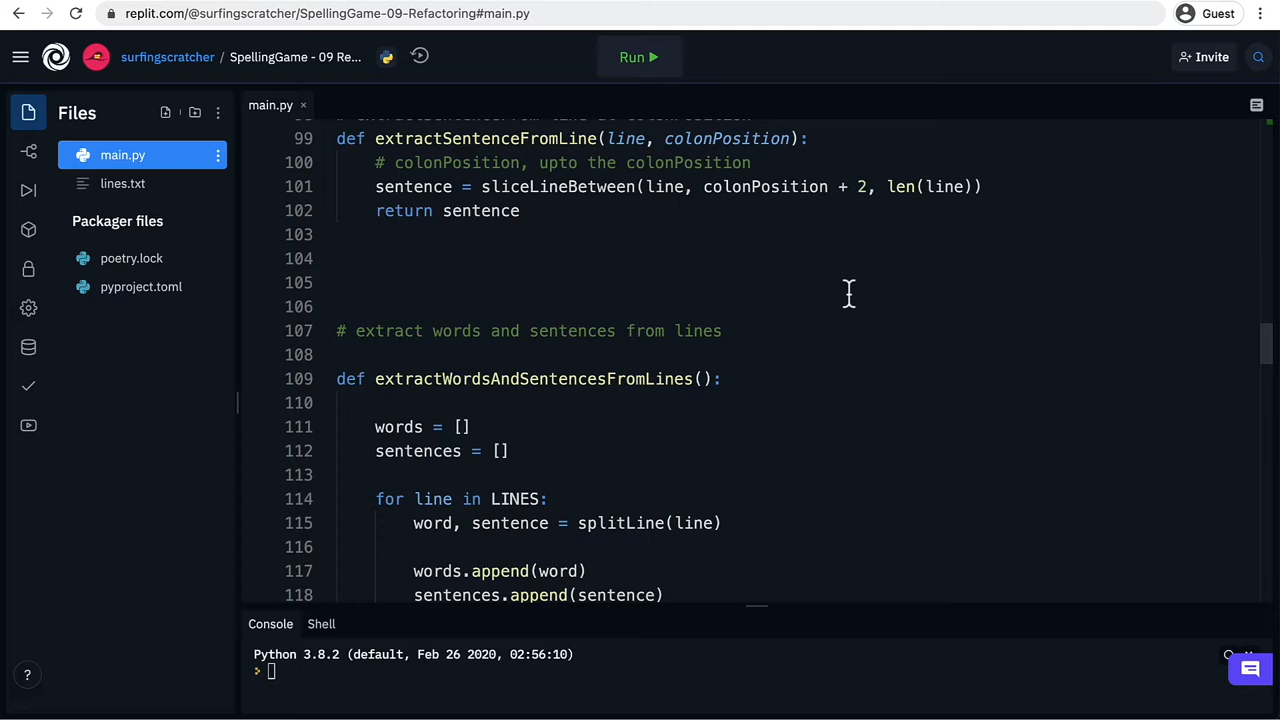 replit.com/@surfingscratcher/SpellingGame-09-Refactoring#main.py
Guest
surfingscratcher / SpellingGame - 09 Re...
Run
Invite
Files
main.py
lines.txt
Packager files
poetry.lock
pyproject.toml
?
main.py ×
99 def extractSentenceFromLine(line, colonPosition):
100 # colonPosition, upto the colonPosition
101 sentence = sliceLineBetween(line, colonPosition + 2, len(line))
102 return sentence
103
104
105
106
107 # extract words and sentences from lines
108
109 def extractWordsAndSentencesFromLines():
110
111 words = []
112 sentences = []
113
114 for line in LINES:
115 word, sentence = splitLine(line)
116
117 words.append(word)
118 sentences.append(sentence)
Console
Shell
Python 3.8.2 (default, Feb 26 2020, 02:56:10)